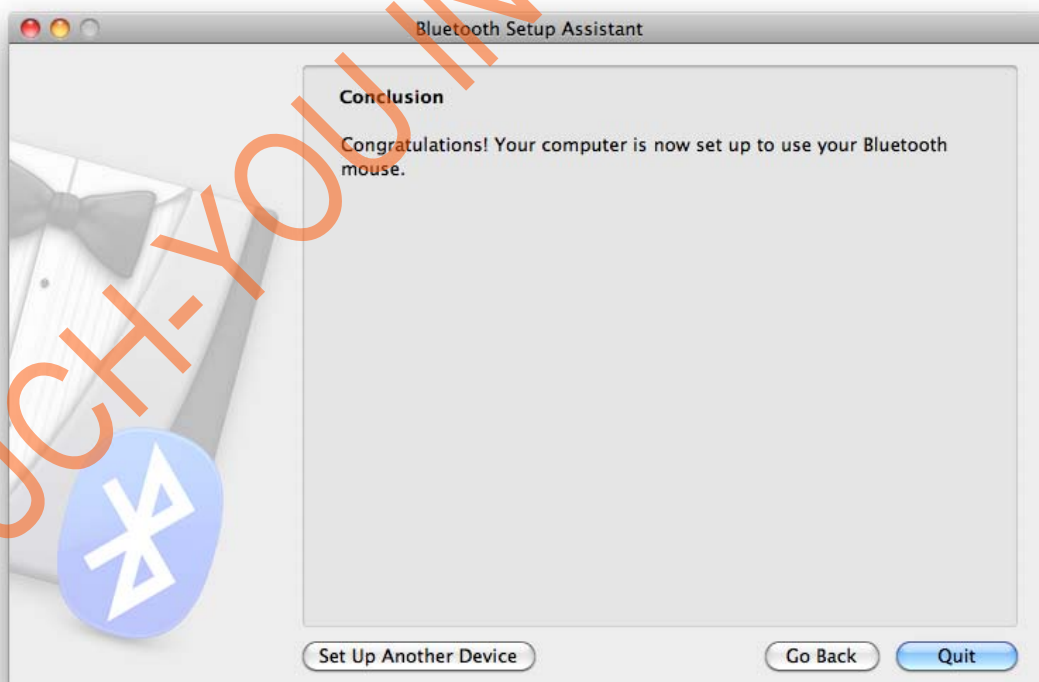 Bluetooth Setup Assistant
Conclusion
Congratulations! Your computer is now set up to use your Bluetooth
mouse.
Set Up Another Device
Go Back
Quit